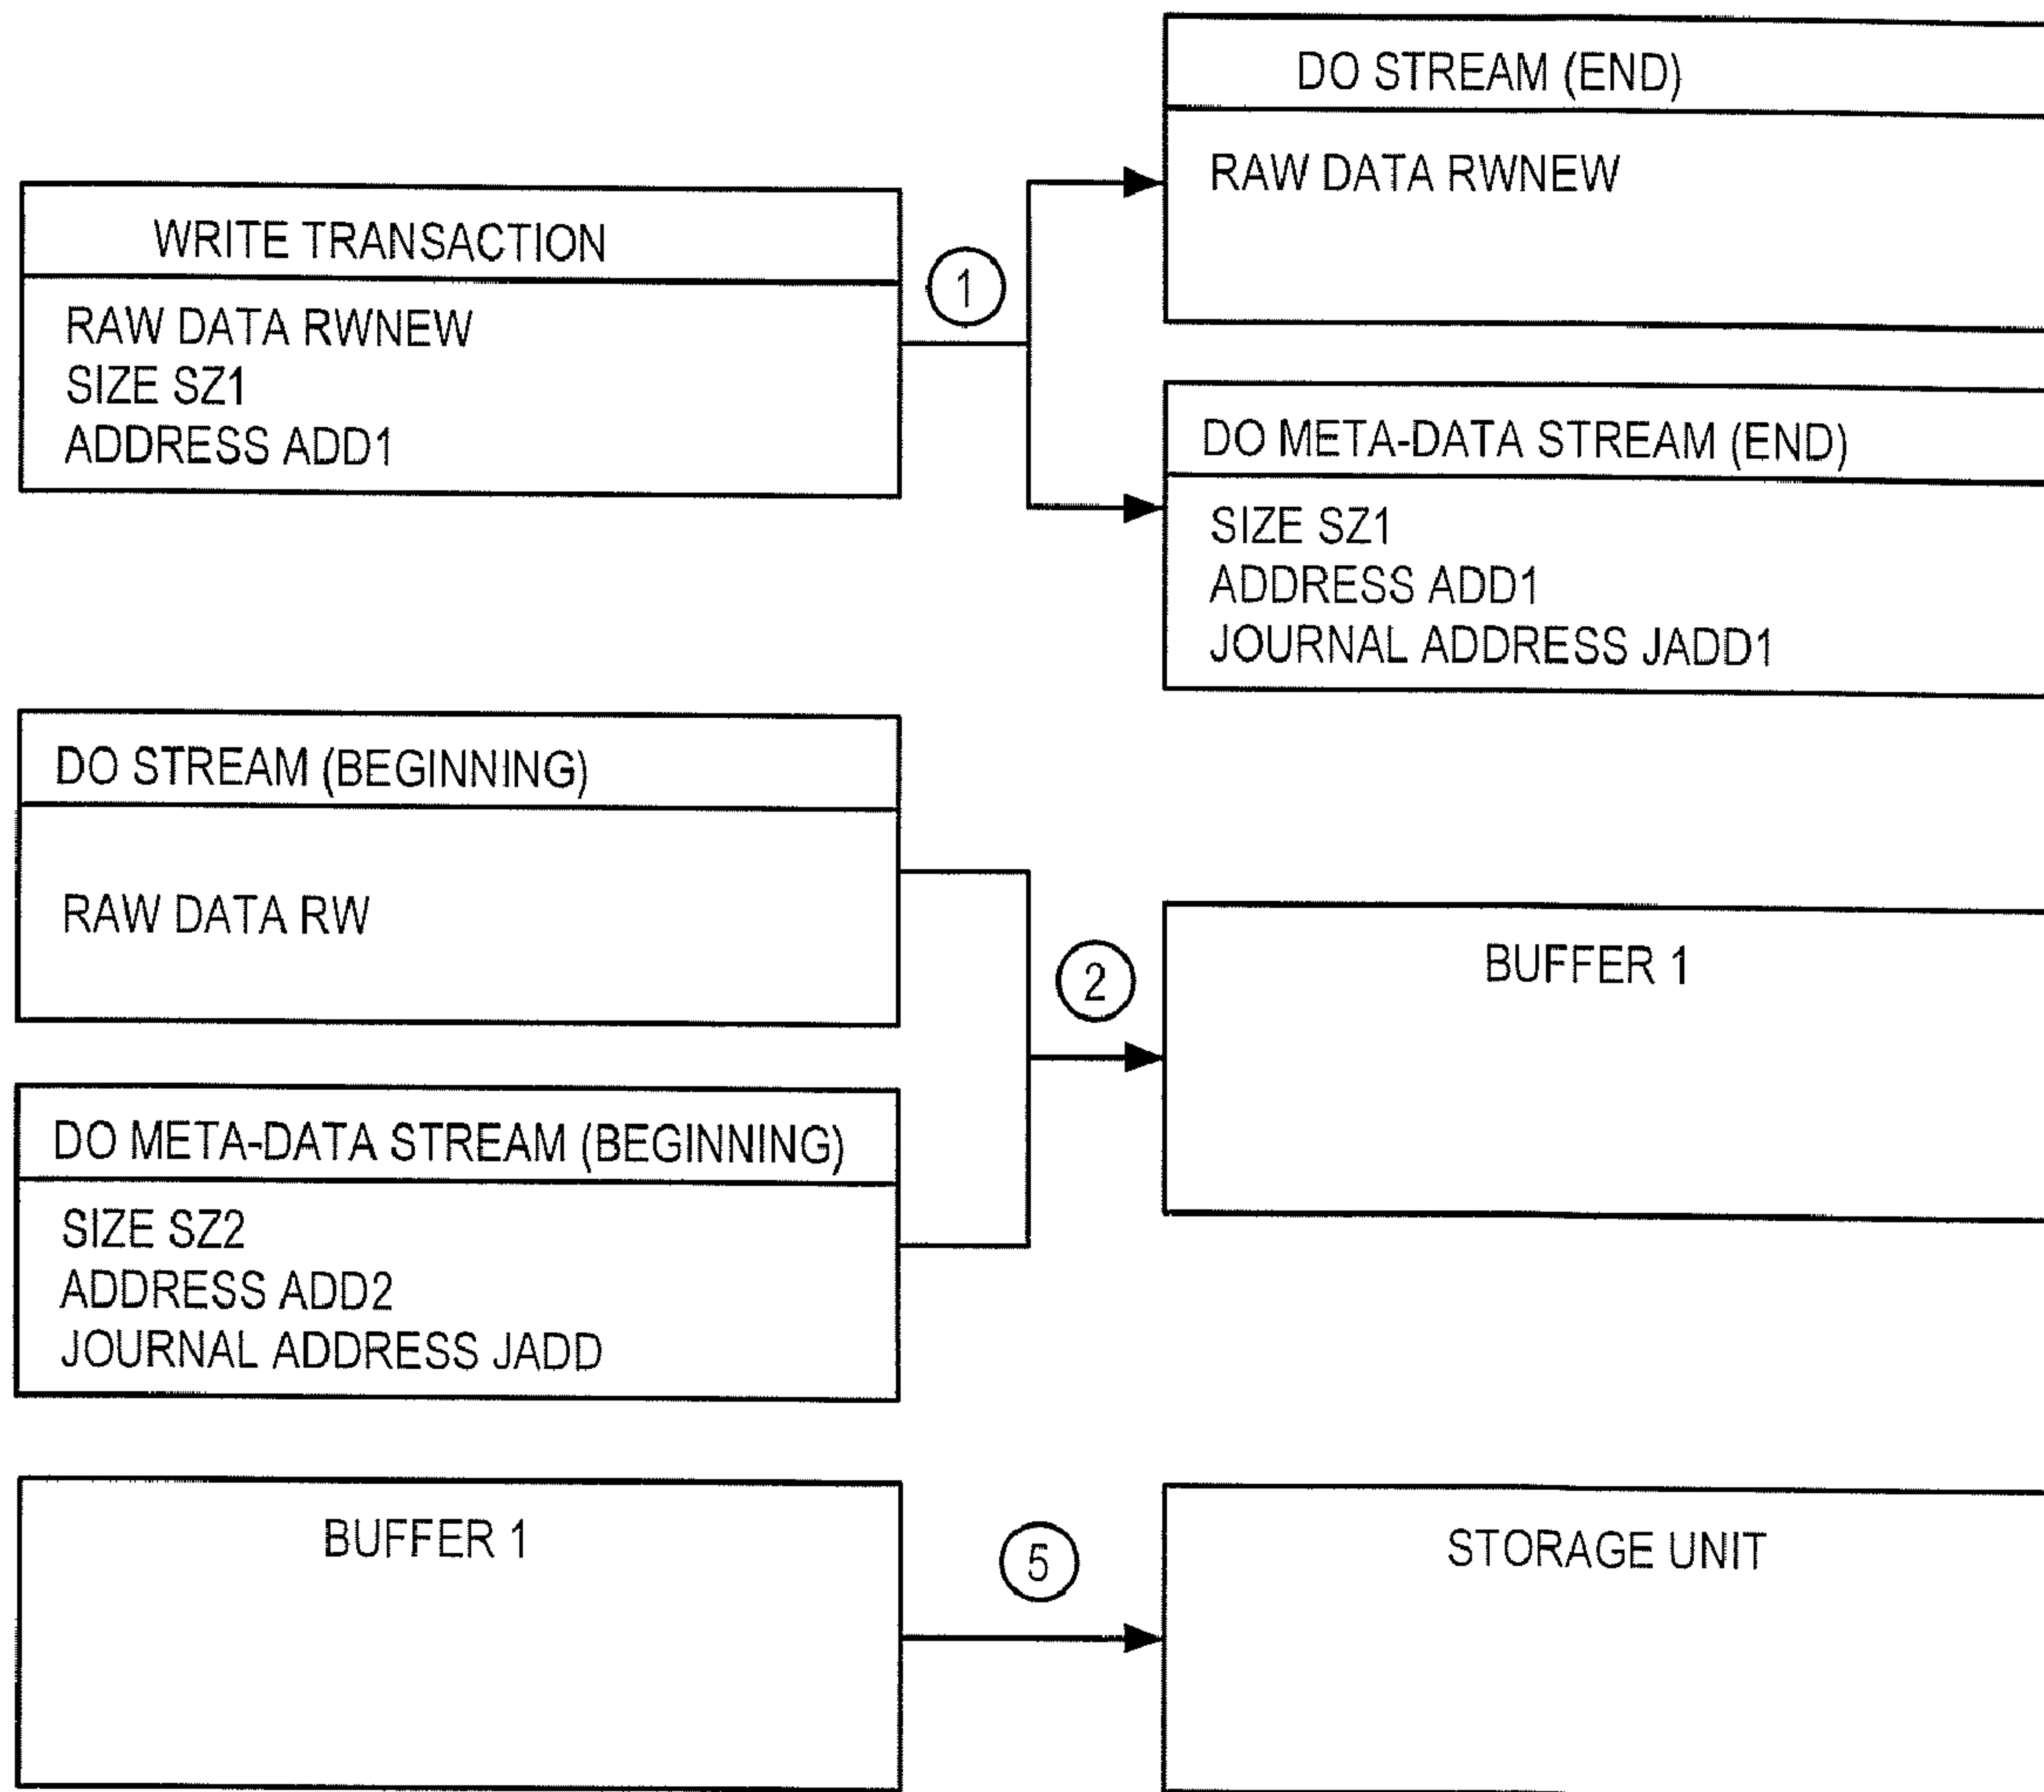 WRITE TRANSACTION
RAW DATA RWNEW
SIZE SZ1
ADDRESS ADD1
1
DO STREAM (END)
RAW DATA RWNEW
DO META-DATA STREAM (END)
SIZE SZ1
ADDRESS ADD1
JOURNAL ADDRESS JADD1
DO STREAM (BEGINNING)
RAW DATA RW
DO META-DATA STREAM (BEGINNING)
SIZE SZ2
ADDRESS ADD2
JOURNAL ADDRESS JADD
2
BUFFER 1
BUFFER 1
5
STORAGE UNIT